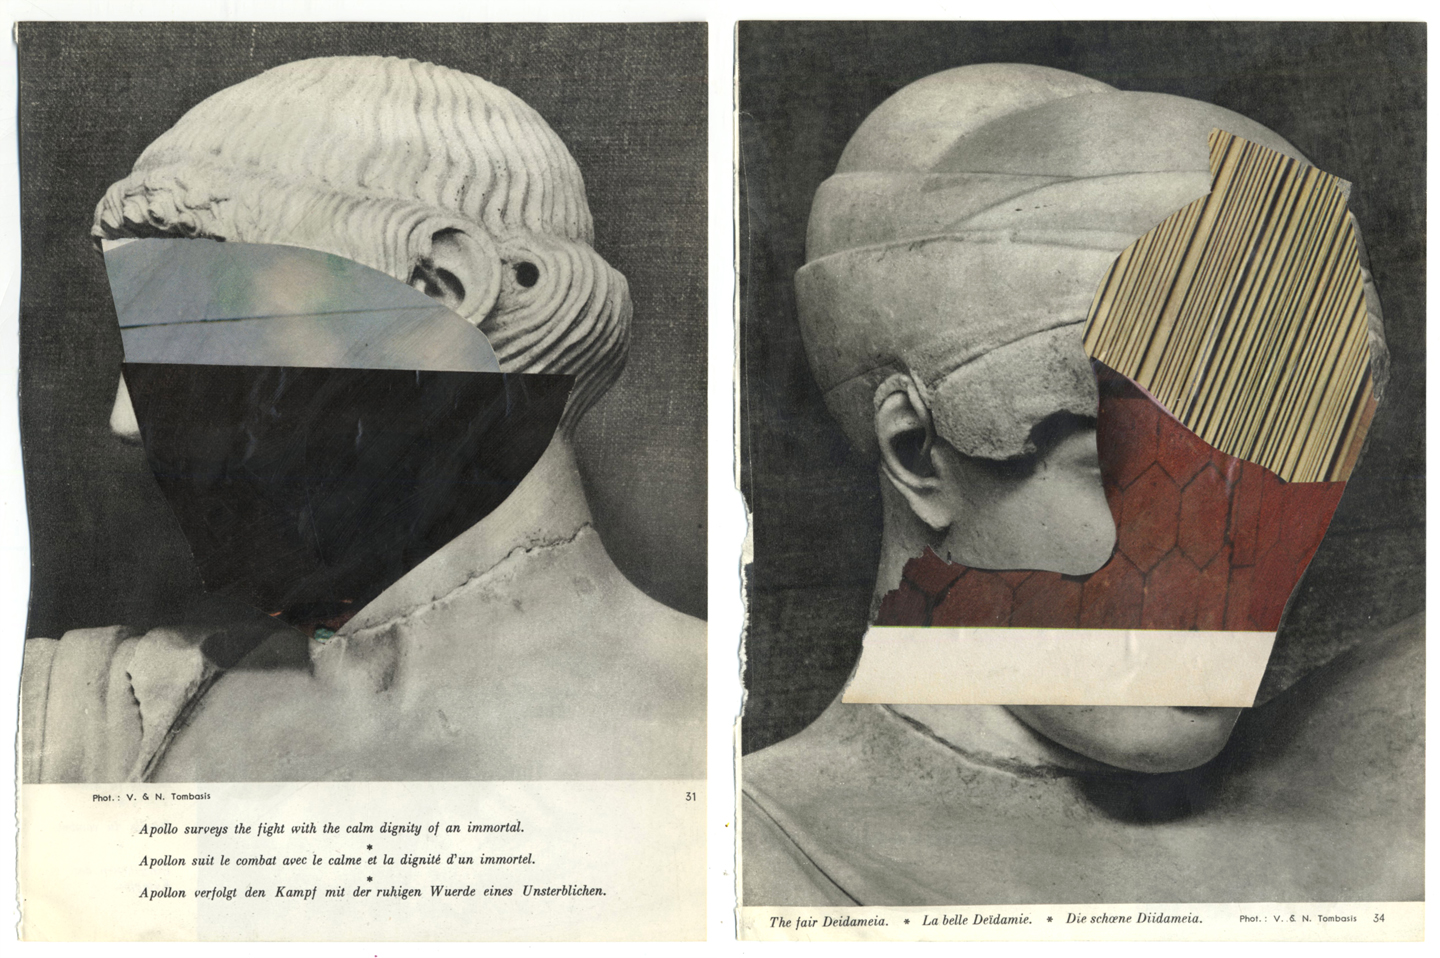 Phot.: V. & N. Tombasis 31
Apollo surveys the fight with the calm dignity of an immortal.
*
Apollon suit le combat avec le calme et la dignité d'un immortel.
*
Apollon verfolgt den Kampf mit der ruhigen Wuerde eines Unsterblichen.
The fair Deidameia. * La belle Deïdamie. * Die schœne Diidameia. Phot.: V. & N. Tombasis 34